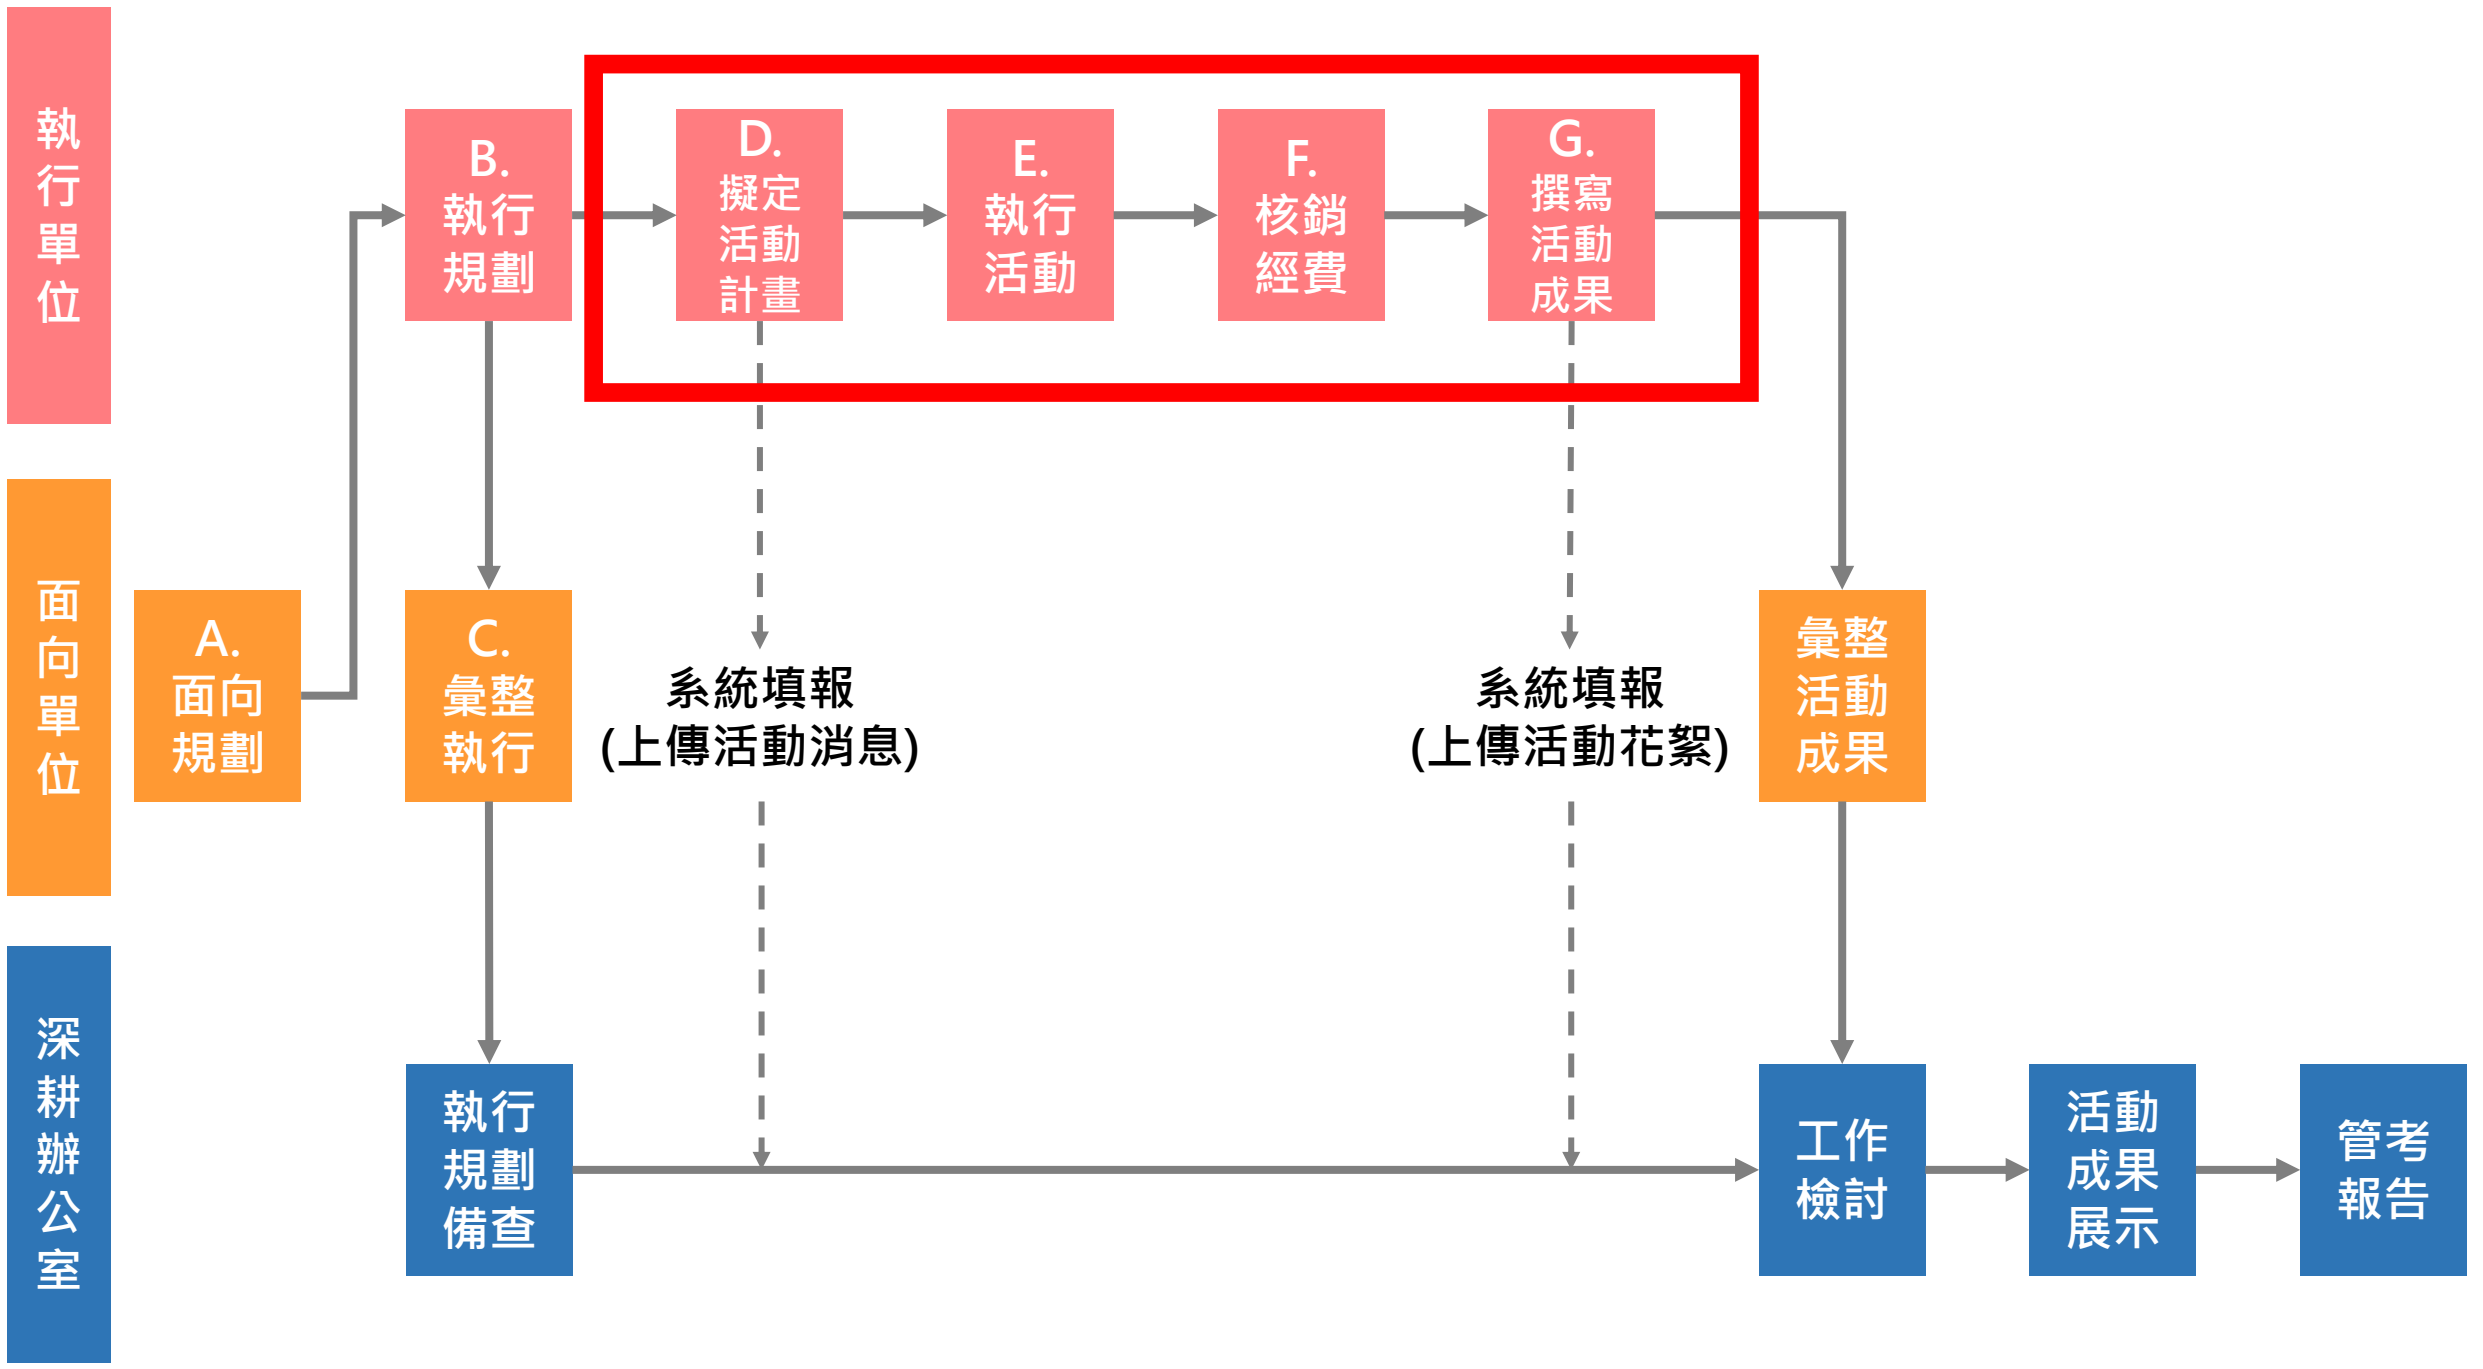 執行單位
B.
執行
規劃
D.
擬定
活動
計畫
E.
執行
活動
F.
核銷
經費
G.
撰寫
活動
成果
面向單位
A.
面向
規劃
C.
彙整
執行
系統填報
(上傳活動消息)
系統填報
(上傳活動花絮)
彙整
活動
成果
深耕辦公室
執行
規劃
備查
工作
檢討
活動
成果
展示
管考
報告